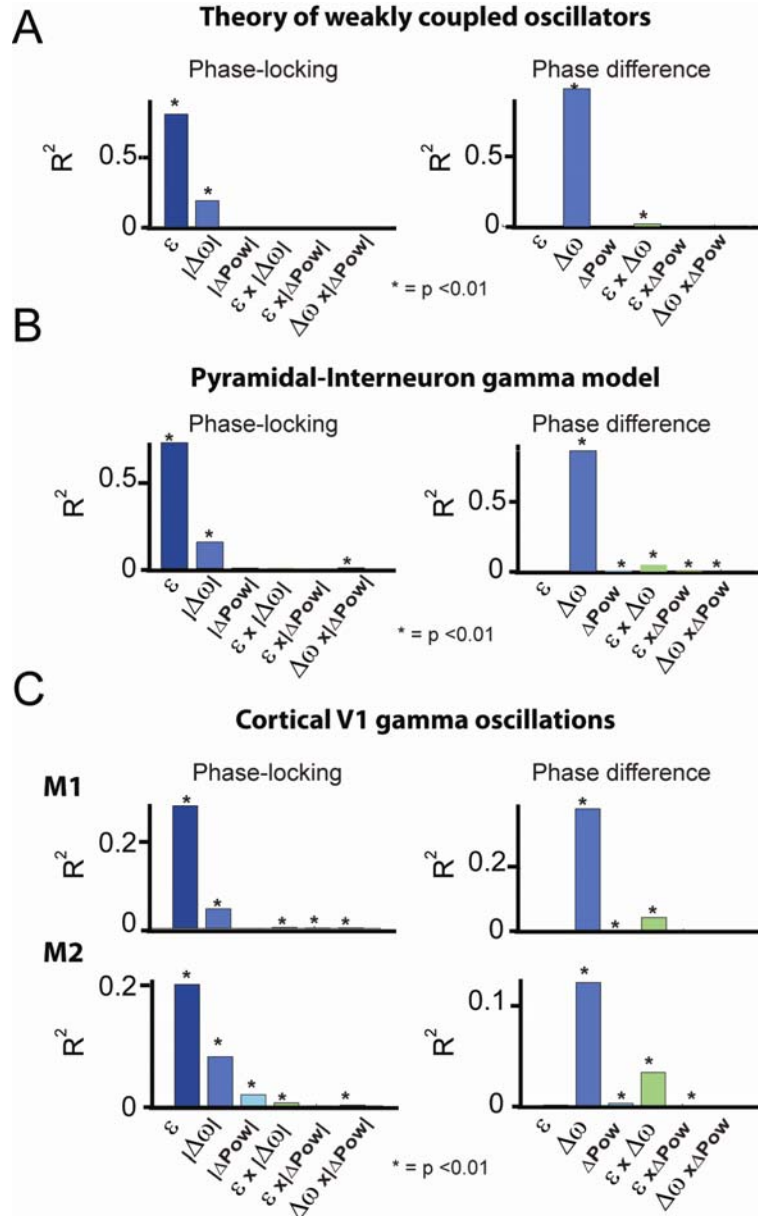 A
Theory of weakly coupled oscillators
Phase-locking
Phase difference
R²
0.5
0
* *
ε
|Δω|
|ΔPow|
ε x |Δω|
ε x|ΔPow|
Δω x|ΔPow|
R²
0.5
0
* *
ε
Δω
ΔPow
ε x Δω
ε xΔPow
Δω xΔPow
* = p <0.01
B
Pyramidal-Interneuron gamma model
Phase-locking
Phase difference
R²
0.5
0
* * *
ε
|Δω|
|ΔPow|
ε x |Δω|
ε x|ΔPow|
Δω x|ΔPow|
R²
0.5
0
* * * * *
ε
Δω
ΔPow
ε x Δω
ε xΔPow
Δω xΔPow
* = p <0.01
C
Cortical V1 gamma oscillations
M1
Phase-locking
Phase difference
R²
0.2
0
* * * * *
R²
0.2
0
* * *
M2
R²
0.2
0
* * * * *
ε
|Δω|
|ΔPow|
ε x |Δω|
ε x|ΔPow|
Δω x|ΔPow|
R²
0.1
0
* * * *
ε
Δω
ΔPow
ε x Δω
ε xΔPow
Δω xΔPow
* = p <0.01